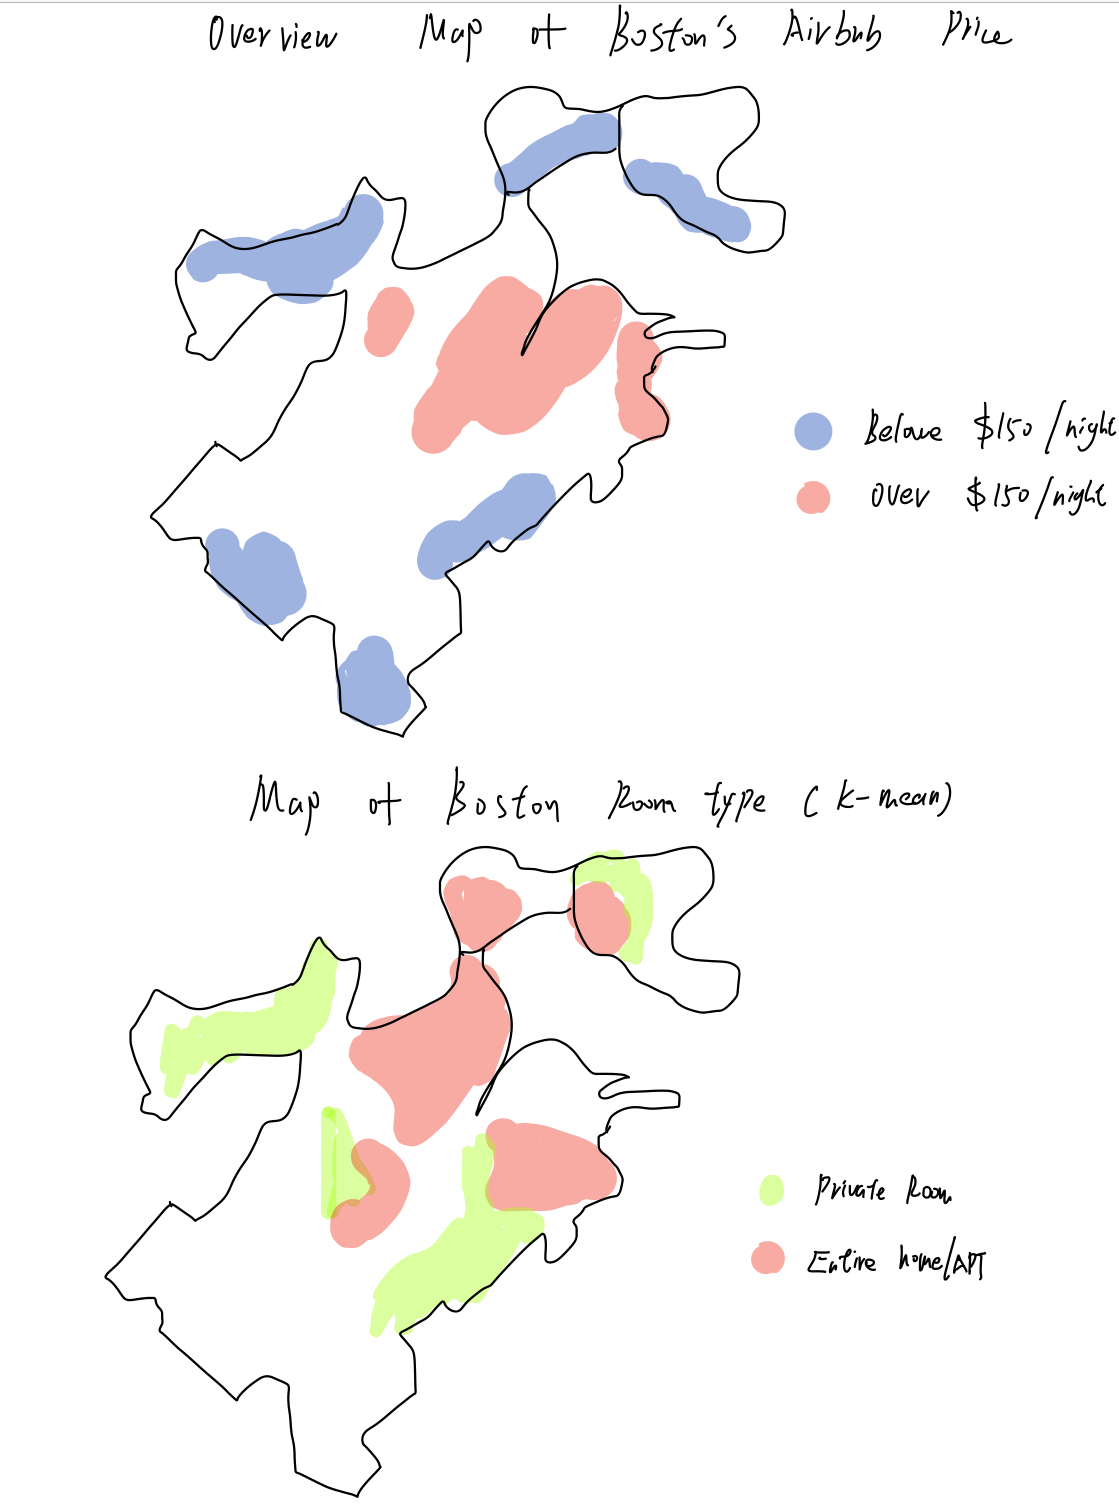 Overview Map of Boston's Airbnb Price
Below $150/night
Over $150/night
Map of Boston Room type (k-mean)
Private Room
Entire home/APT